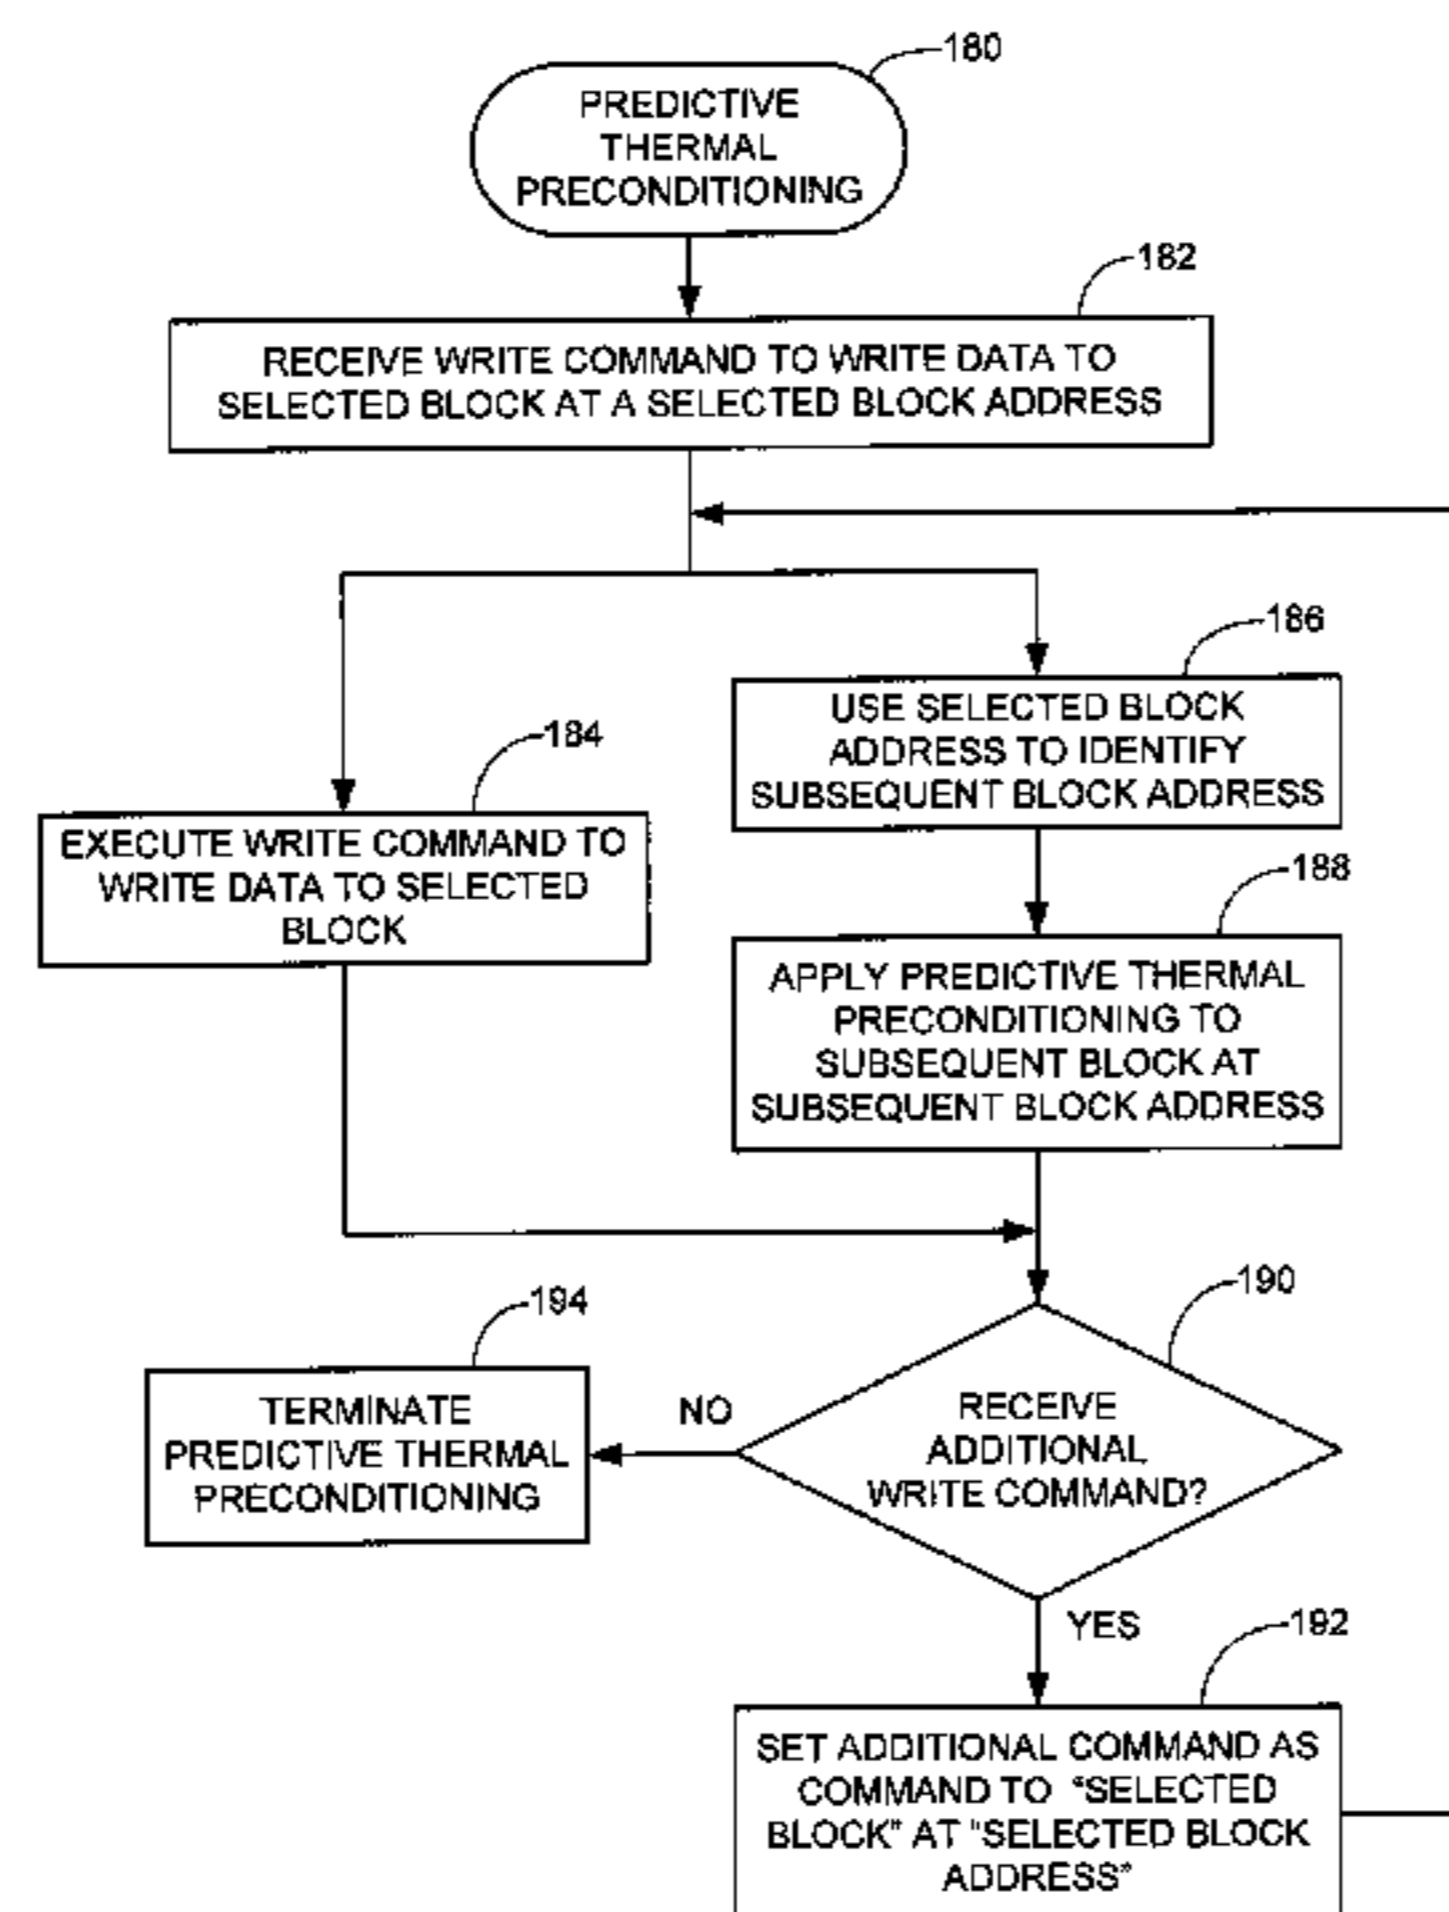 180
PREDICTIVE
THERMAL
PRECONDITIONING
182
RECEIVE WRITE COMMAND TO WRITE DATA TO
SELECTED BLOCK AT A SELECTED BLOCK ADDRESS
186
USE SELECTED BLOCK
ADDRESS TO IDENTIFY
SUBSEQUENT BLOCK ADDRESS
184
EXECUTE WRITE COMMAND TO
WRITE DATA TO SELECTED
BLOCK
188
APPLY PREDICTIVE THERMAL
PRECONDITIONING TO
SUBSEQUENT BLOCK AT
SUBSEQUENT BLOCK ADDRESS
190
RECEIVE
ADDITIONAL
WRITE COMMAND?
NO
194
TERMINATE
PREDICTIVE THERMAL
PRECONDITIONING
YES
192
SET ADDITIONAL COMMAND AS
COMMAND TO "SELECTED
BLOCK" AT "SELECTED BLOCK
ADDRESS"